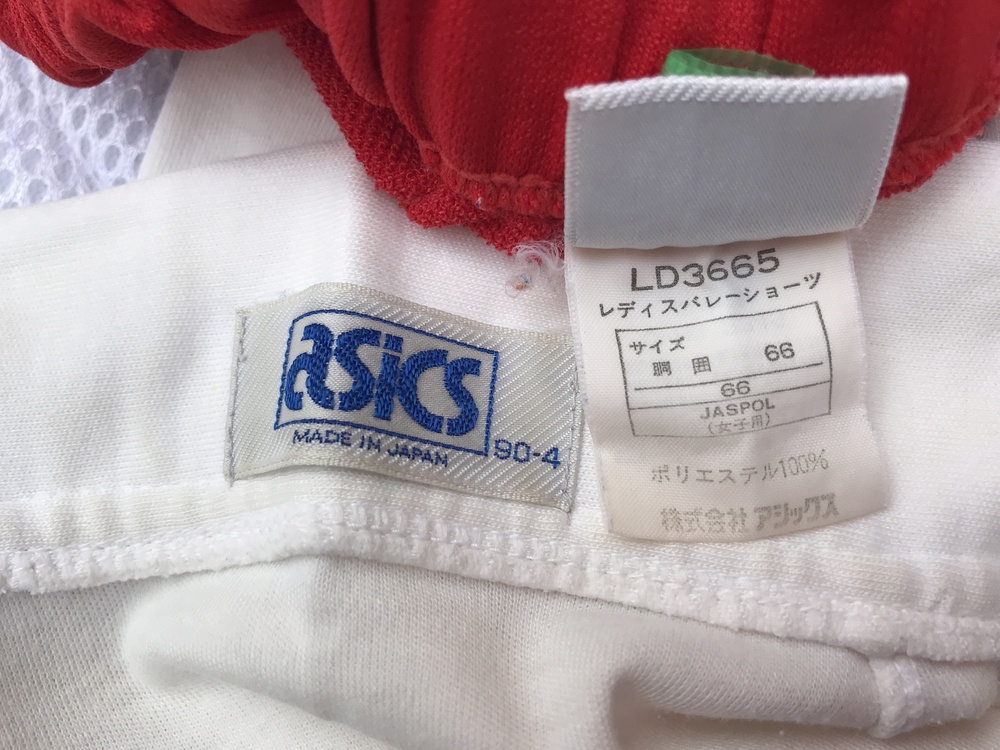 asics
MADE IN JAPAN 90-4
LD3665
レディスバレーショーツ
サイズ
胴 囲 66
66
JASPOL
(女子用)
ポリエステル100%
株式会社 アシックス